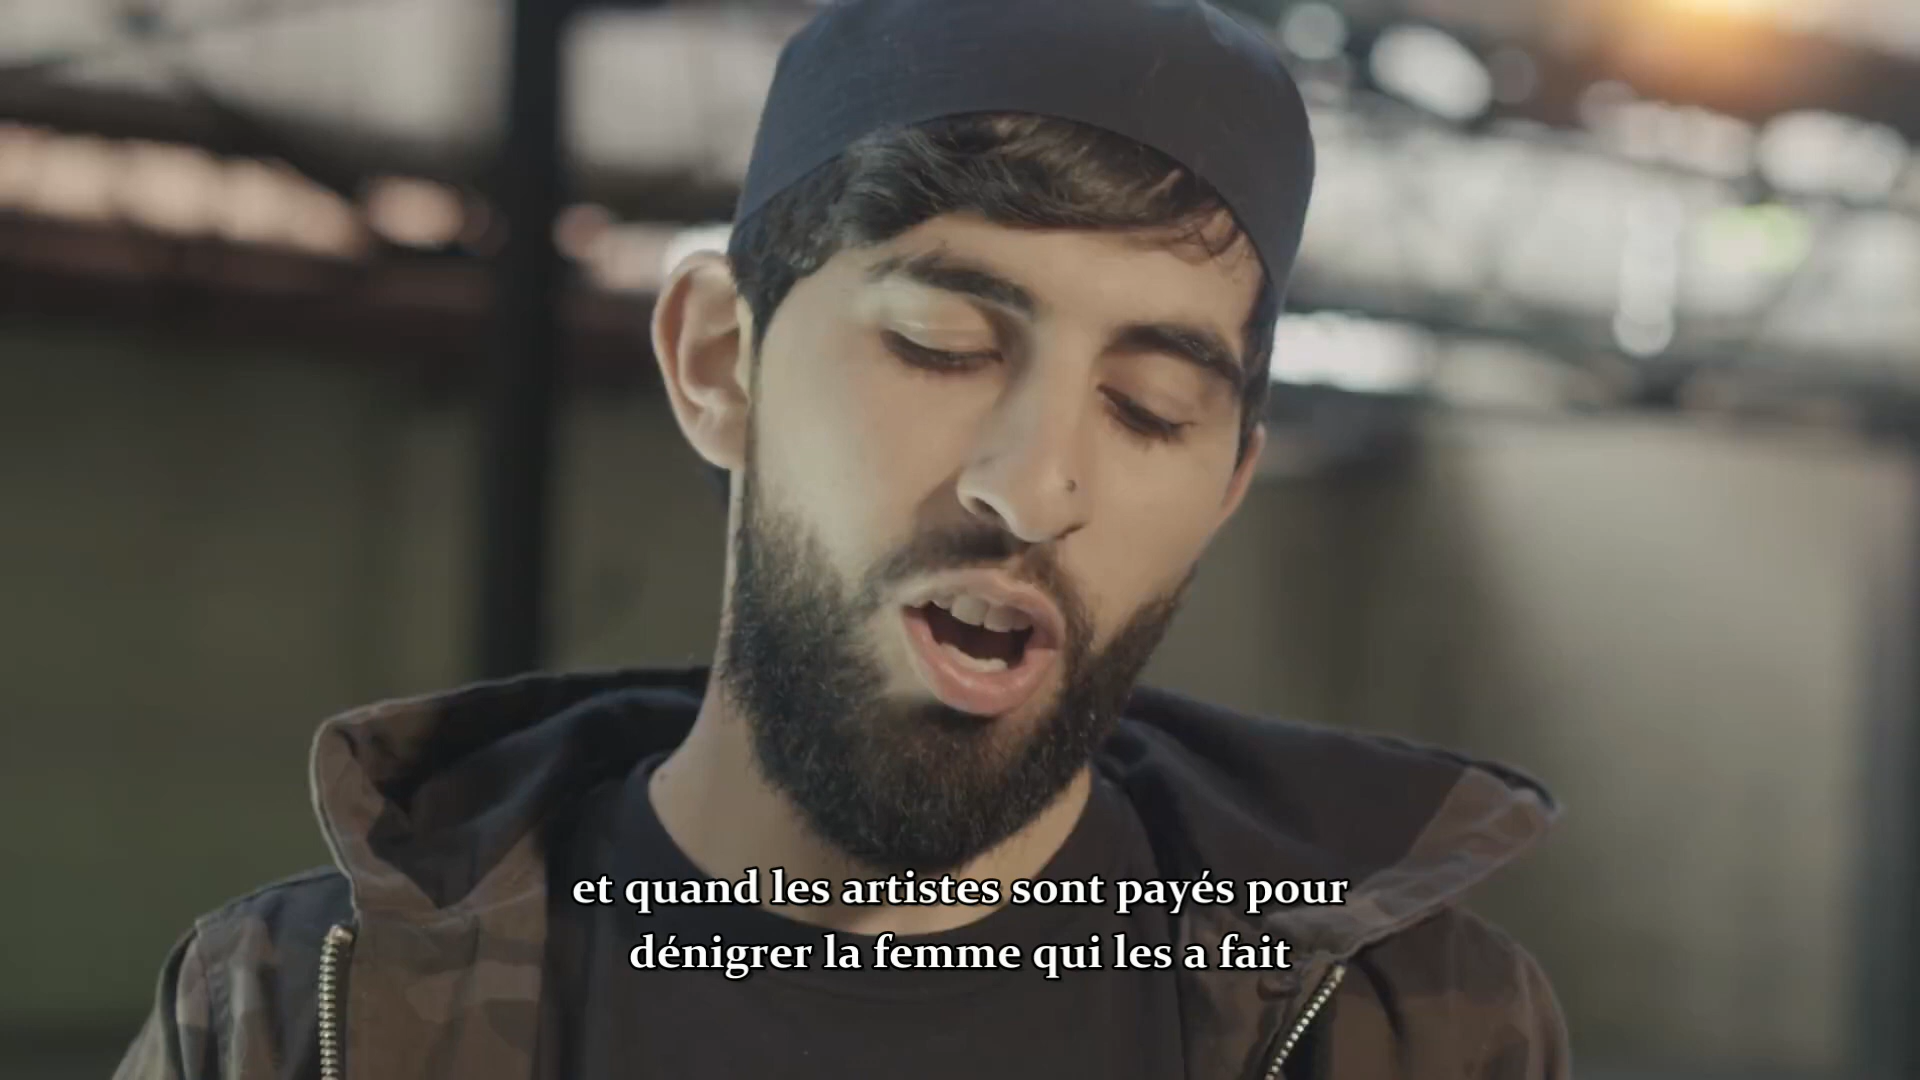 et quand les artistes sont payés pour
dénigrer la femme qui les a fait